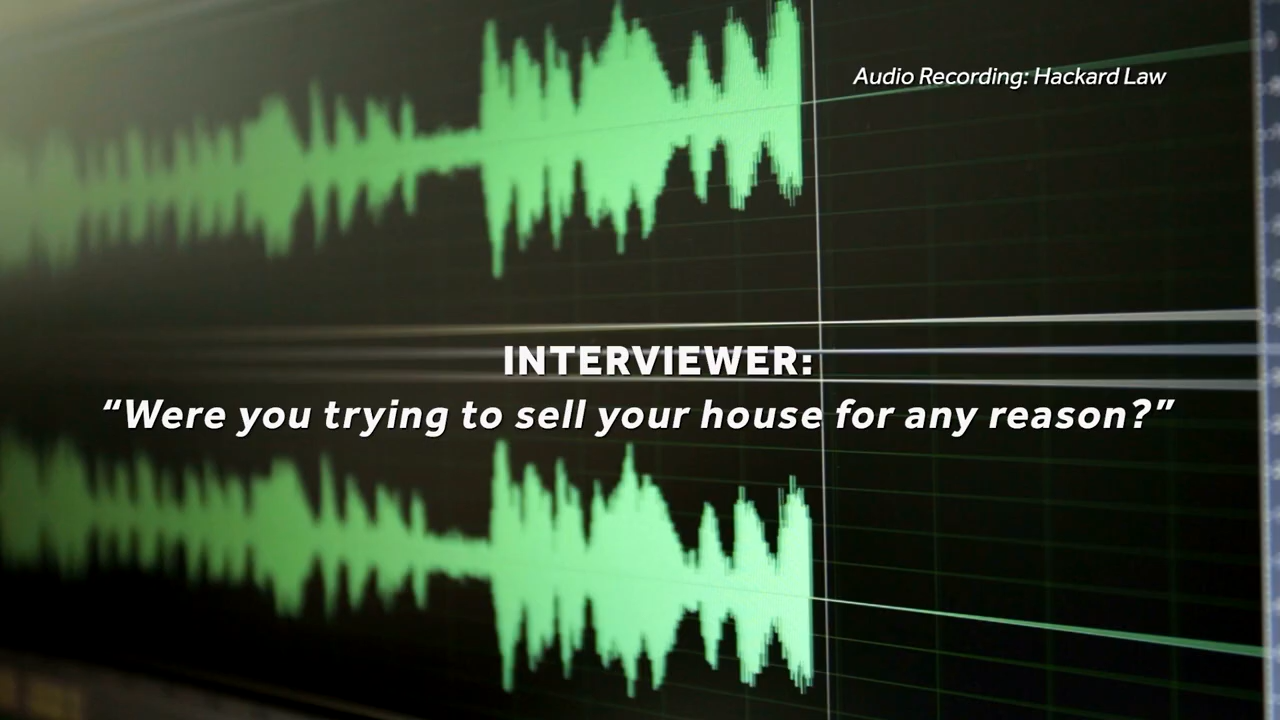 Audio Recording: Hackard Law
INTERVIEWER:
“Were you trying to sell your house for any reason?”